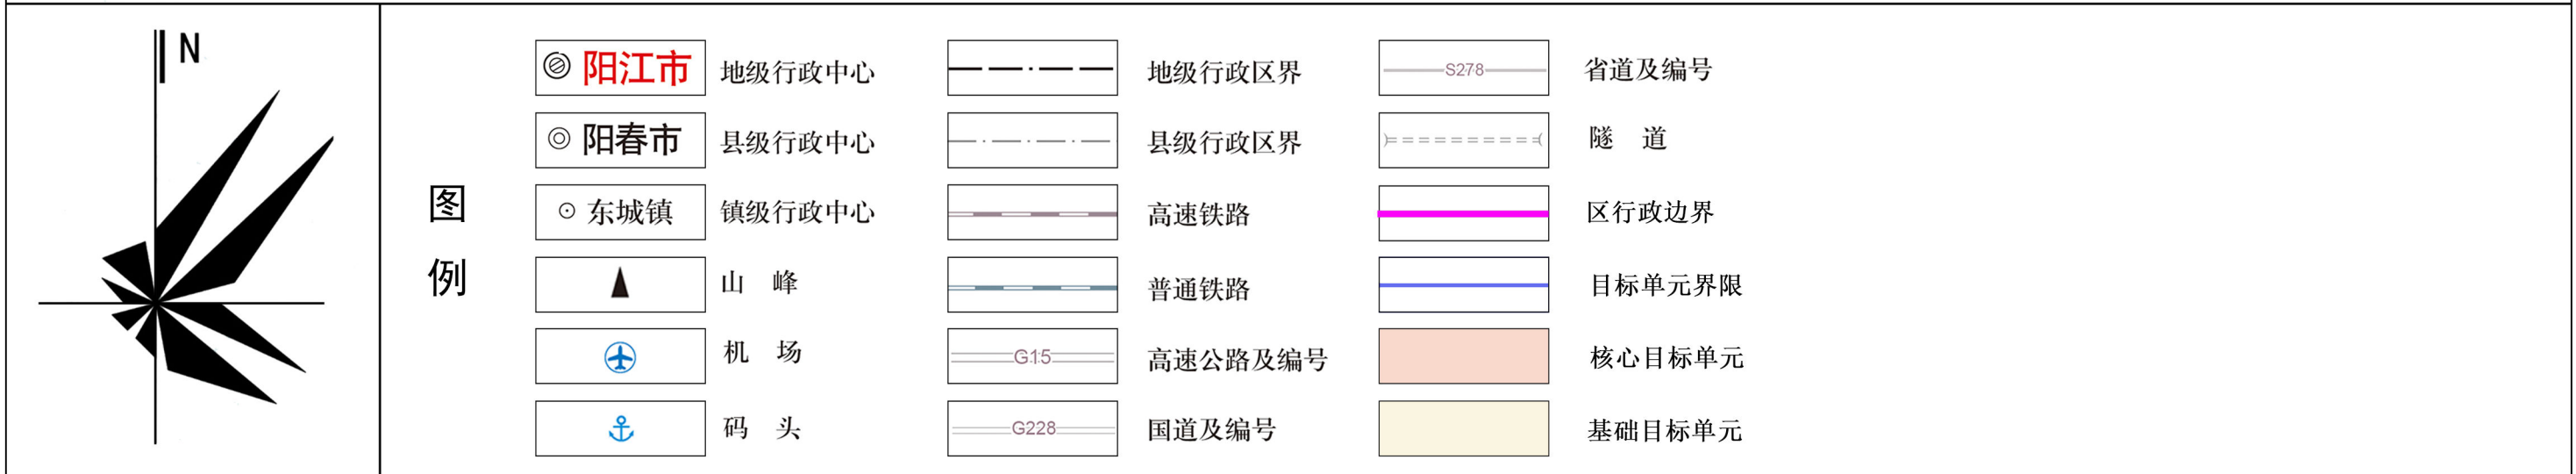 N
图
例
阳江市 地级行政中心
阳春市 县级行政中心
东城镇 镇级行政中心
山 峰
机 场
码 头
地级行政区界
县级行政区界
高速铁路
普通铁路
G15 高速公路及编号
G228 国道及编号
S278 省道及编号
隧 道
区行政边界
目标单元界限
核心目标单元
基础目标单元